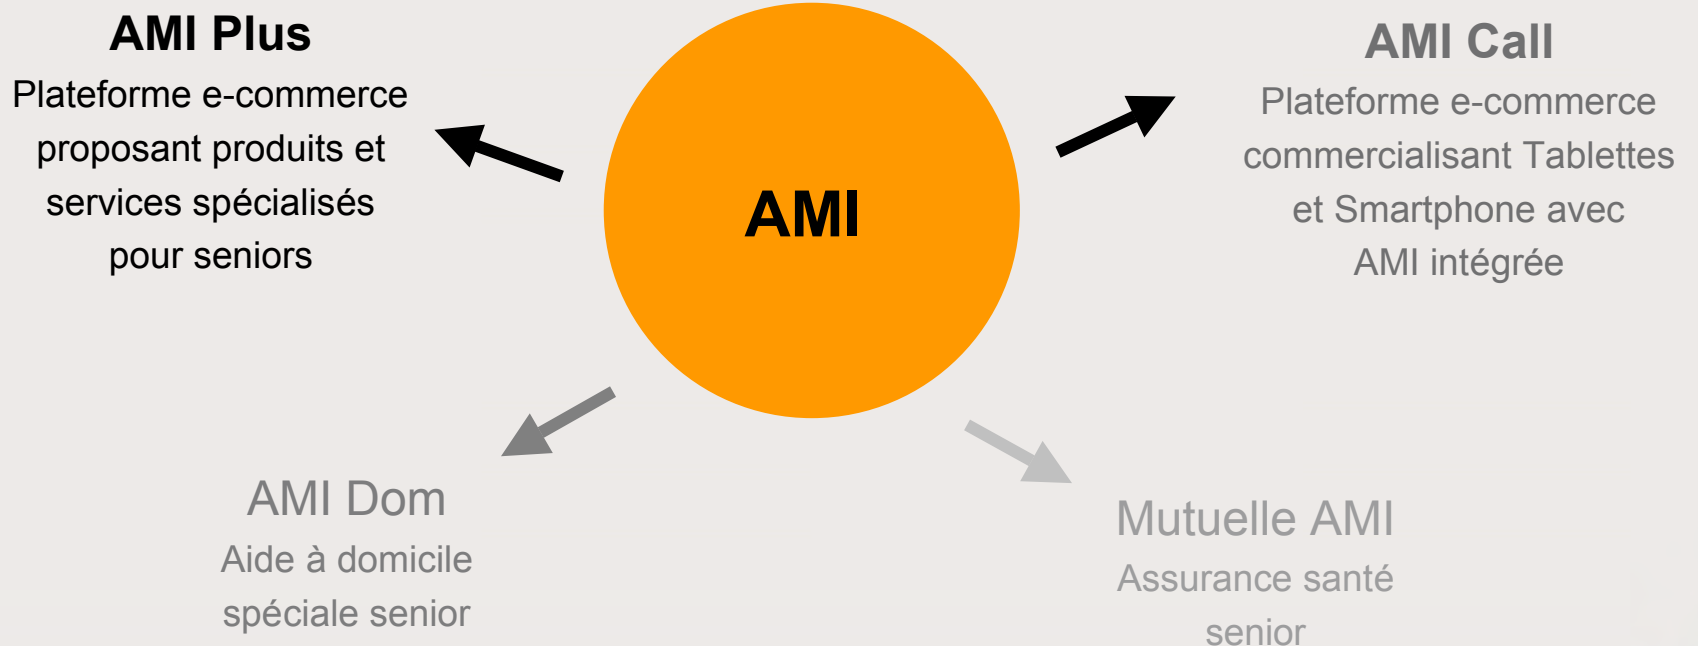 AMI Plus
Plateforme e-commerce
proposant produits et
services spécialisés
pour seniors
AMI
AMI Call
Plateforme e-commerce
commercialisant Tablettes
et Smartphone avec
AMI intégrée
AMI Dom
Aide à domicile
spéciale senior
Mutuelle AMI
Assurance santé
senior